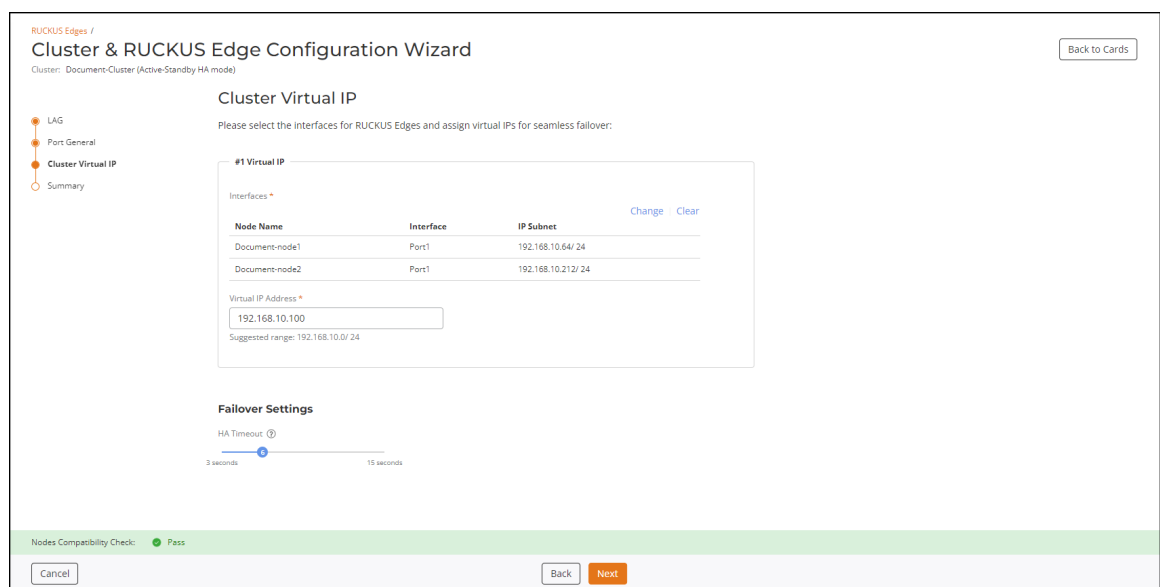 RUCKUS Edges /
Cluster & RUCKUS Edge Configuration Wizard
Back to Cards
Cluster: Document-Cluster (Active-Standby HA mode)
LAG
Port General
Cluster Virtual IP
Summary
Cluster Virtual IP
Please select the interfaces for RUCKUS Edges and assign virtual IPs for seamless failover:
#1 Virtual IP
Interfaces *
Change Clear
Node Name Interface IP Subnet
Document-node1 Port1 192.168.10.64/ 24
Document-node2 Port1 192.168.10.212/ 24
Virtual IP Address *
192.168.10.100
Suggested range: 192.168.10.0/ 24
Failover Settings
HA Timeout ?
6
3 seconds 15 seconds
Nodes Compatibility Check: Pass
Cancel Back Next